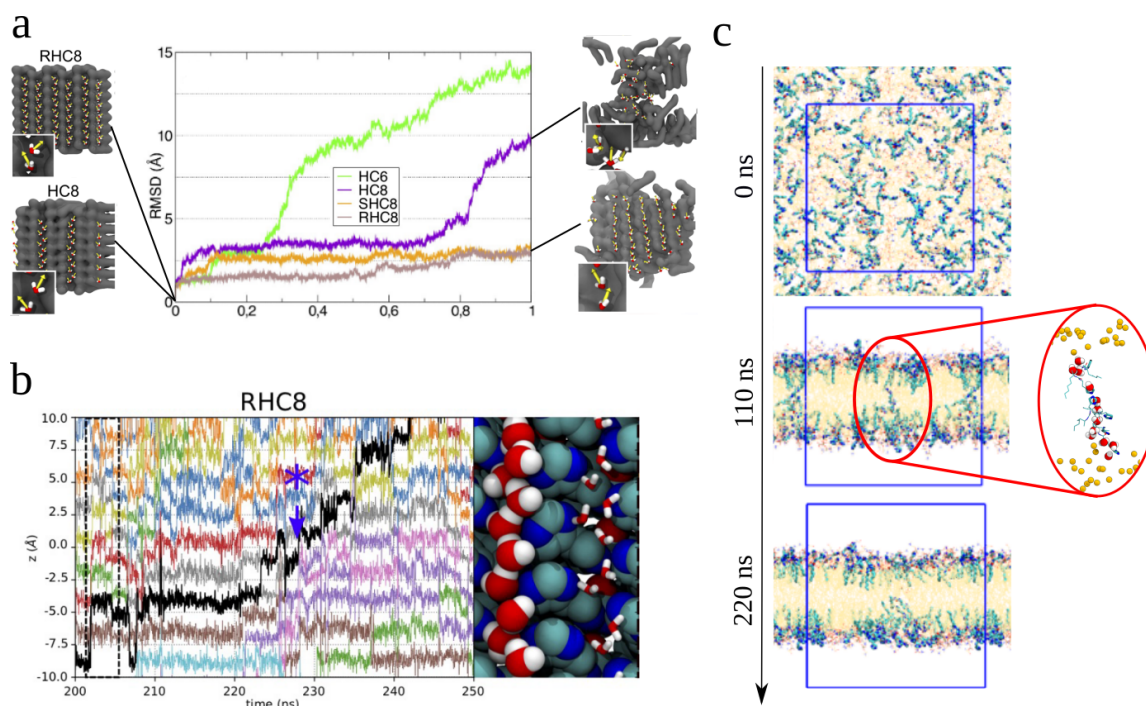 a
RHC8
HC8
RMSD (Å)
15
10
5
0
HC6
HC8
SHC8
RHC8
0 0,2 0,4 0,6 0,8 1
b
RHC8
z (Å)
10.0
7.5
5.0
2.5
0.0
-2.5
-5.0
-7.5
-10.0
200 210 220 230 240 250
time (ns)
c
0 ns
110 ns
220 ns